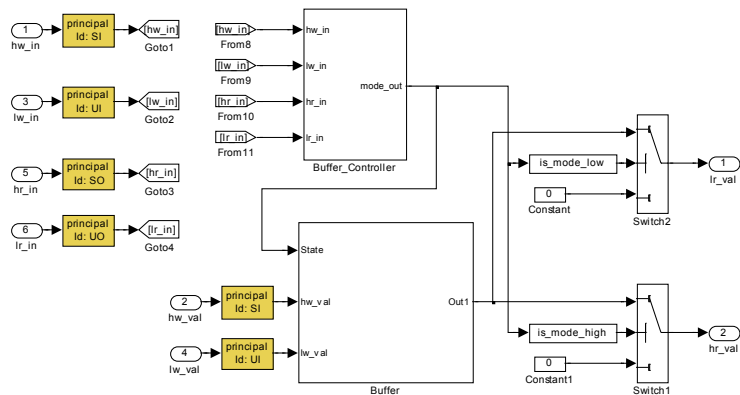 1
principal
Id: SI
[hw_in]
hw_in
Goto1
3
principal
Id: UI
[lw_in]
lw_in
Goto2
5
principal
Id: SO
[hr_in]
hr_in
Goto3
6
principal
Id: UO
[lr_in]
lr_in
Goto4
[hw_in]
From8
[lw_in]
From9
[hr_in]
From10
[lr_in]
From11
hw_in
lw_in
hr_in
lr_in
mode_out
Buffer_Controller
is_mode_low
0
Constant
Switch2
1
lr_val
2
hw_val
principal
Id: SI
4
lw_val
principal
Id: UI
State
hw_val
lw_val
Out1
Buffer
is_mode_high
0
Constant1
Switch1
2
hr_val